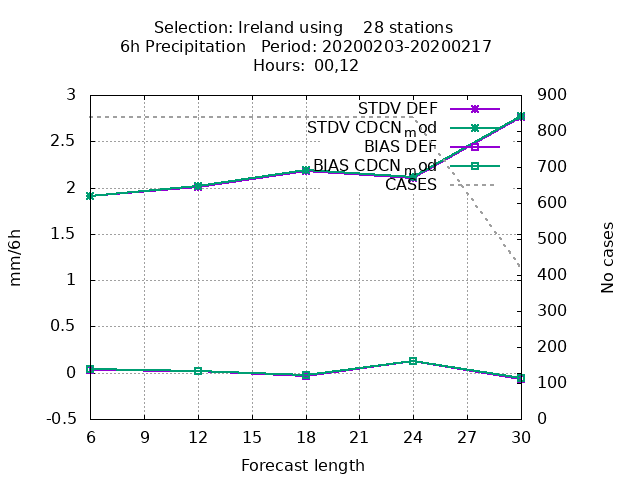 Selection: Ireland using    28 stations
6h Precipitation   Period: 20200203-20200217
Hours:  00,12
3
2.5
2
1.5
1
0.5
0
-0.5
mm/6h
STDV DEF
STDV CDCN_mod
BIAS DEF
BIAS CDCN_mod
CASES
900
800
700
600
500
400
300
200
100
0
No cases
6 9 12 15 18 21 24 27 30
Forecast length